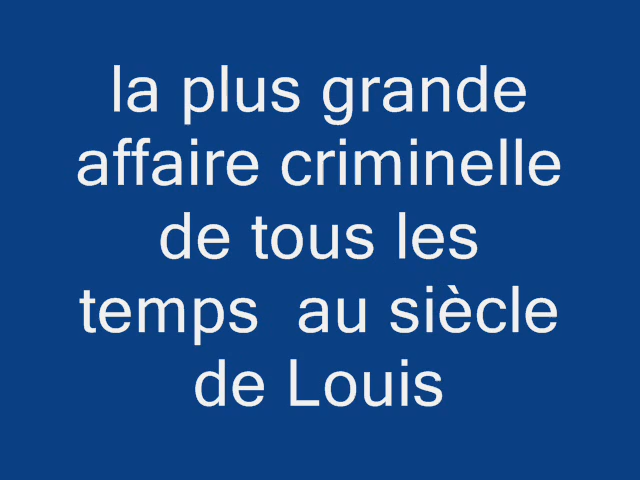 la plus grande
affaire criminelle
de tous les
temps  au siècle
de Louis